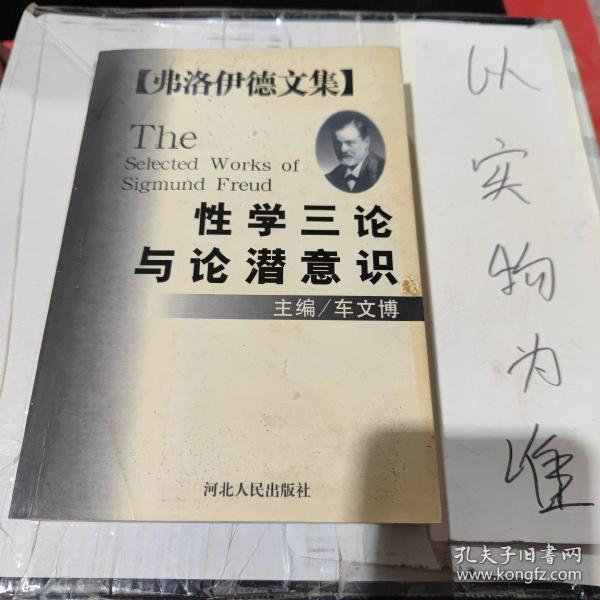 【弗洛伊德文集】
The
Selected Works of
Sigmund Freud
性学三论
与论潜意识
主编/车文博
河北人民出版社
以实物为准
孔夫子旧书网
www.kongfz.com